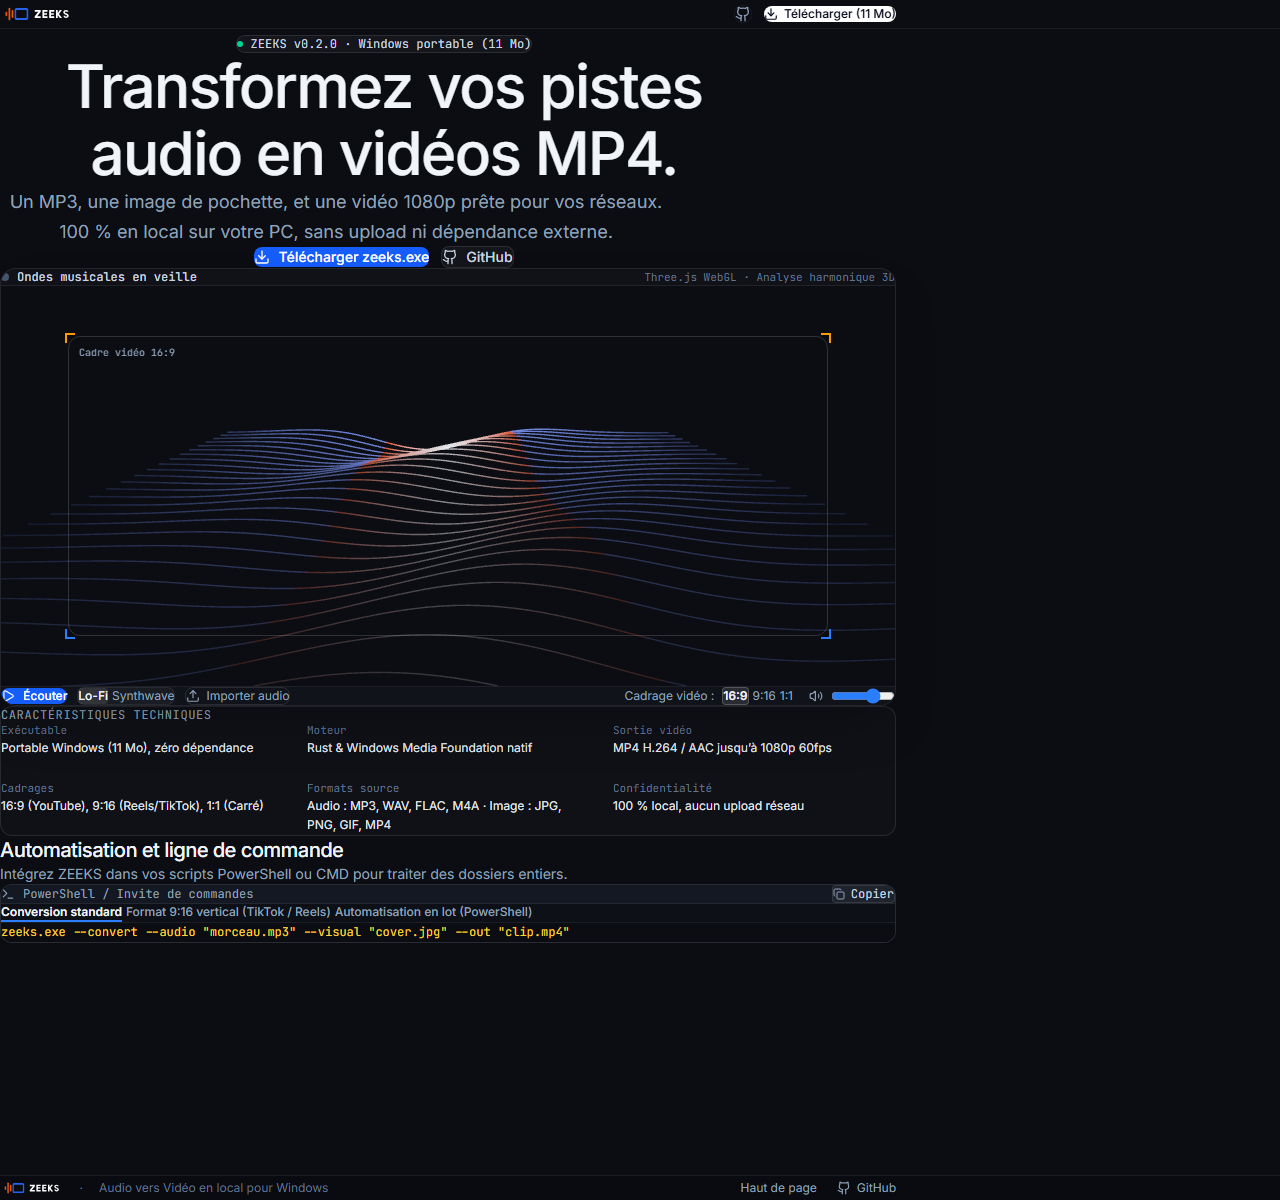 ZEEKS
Télécharger (11 Mo)
ZEEKS v0.2.0 · Windows portable (11 Mo)
Transformez vos pistes
audio en vidéos MP4.
Un MP3, une image de pochette, et une vidéo 1080p prête pour vos réseaux.
100 % en local sur votre PC, sans upload ni dépendance externe.
Télécharger zeeks.exe GitHub
Ondes musicales en veille Three.js WebGL · Analyse harmonique 3D
Cadre vidéo 16:9
Écouter Lo-Fi Synthwave Importer audio Cadrage vidéo : 16:9 9:16 1:1
CARACTÉRISTIQUES TECHNIQUES
Exécutable Moteur Sortie vidéo
Portable Windows (11 Mo), zéro dépendance Rust & Windows Media Foundation natif MP4 H.264 / AAC jusqu'à 1080p 60fps
Cadrages Formats source Confidentialité
16:9 (YouTube), 9:16 (Reels/TikTok), 1:1 (Carré) Audio : MP3, WAV, FLAC, M4A · Image : JPG, 100 % local, aucun upload réseau
PNG, GIF, MP4
Automatisation et ligne de commande
Intégrez ZEEKS dans vos scripts PowerShell ou CMD pour traiter des dossiers entiers.
PowerShell / Invite de commandes Copier
Conversion standard Format 9:16 vertical (TikTok / Reels) Automatisation en lot (PowerShell)
zeeks.exe --convert --audio "morceau.mp3" --visual "cover.jpg" --out "clip.mp4"
ZEEKS · Audio vers Vidéo en local pour Windows Haut de page GitHub